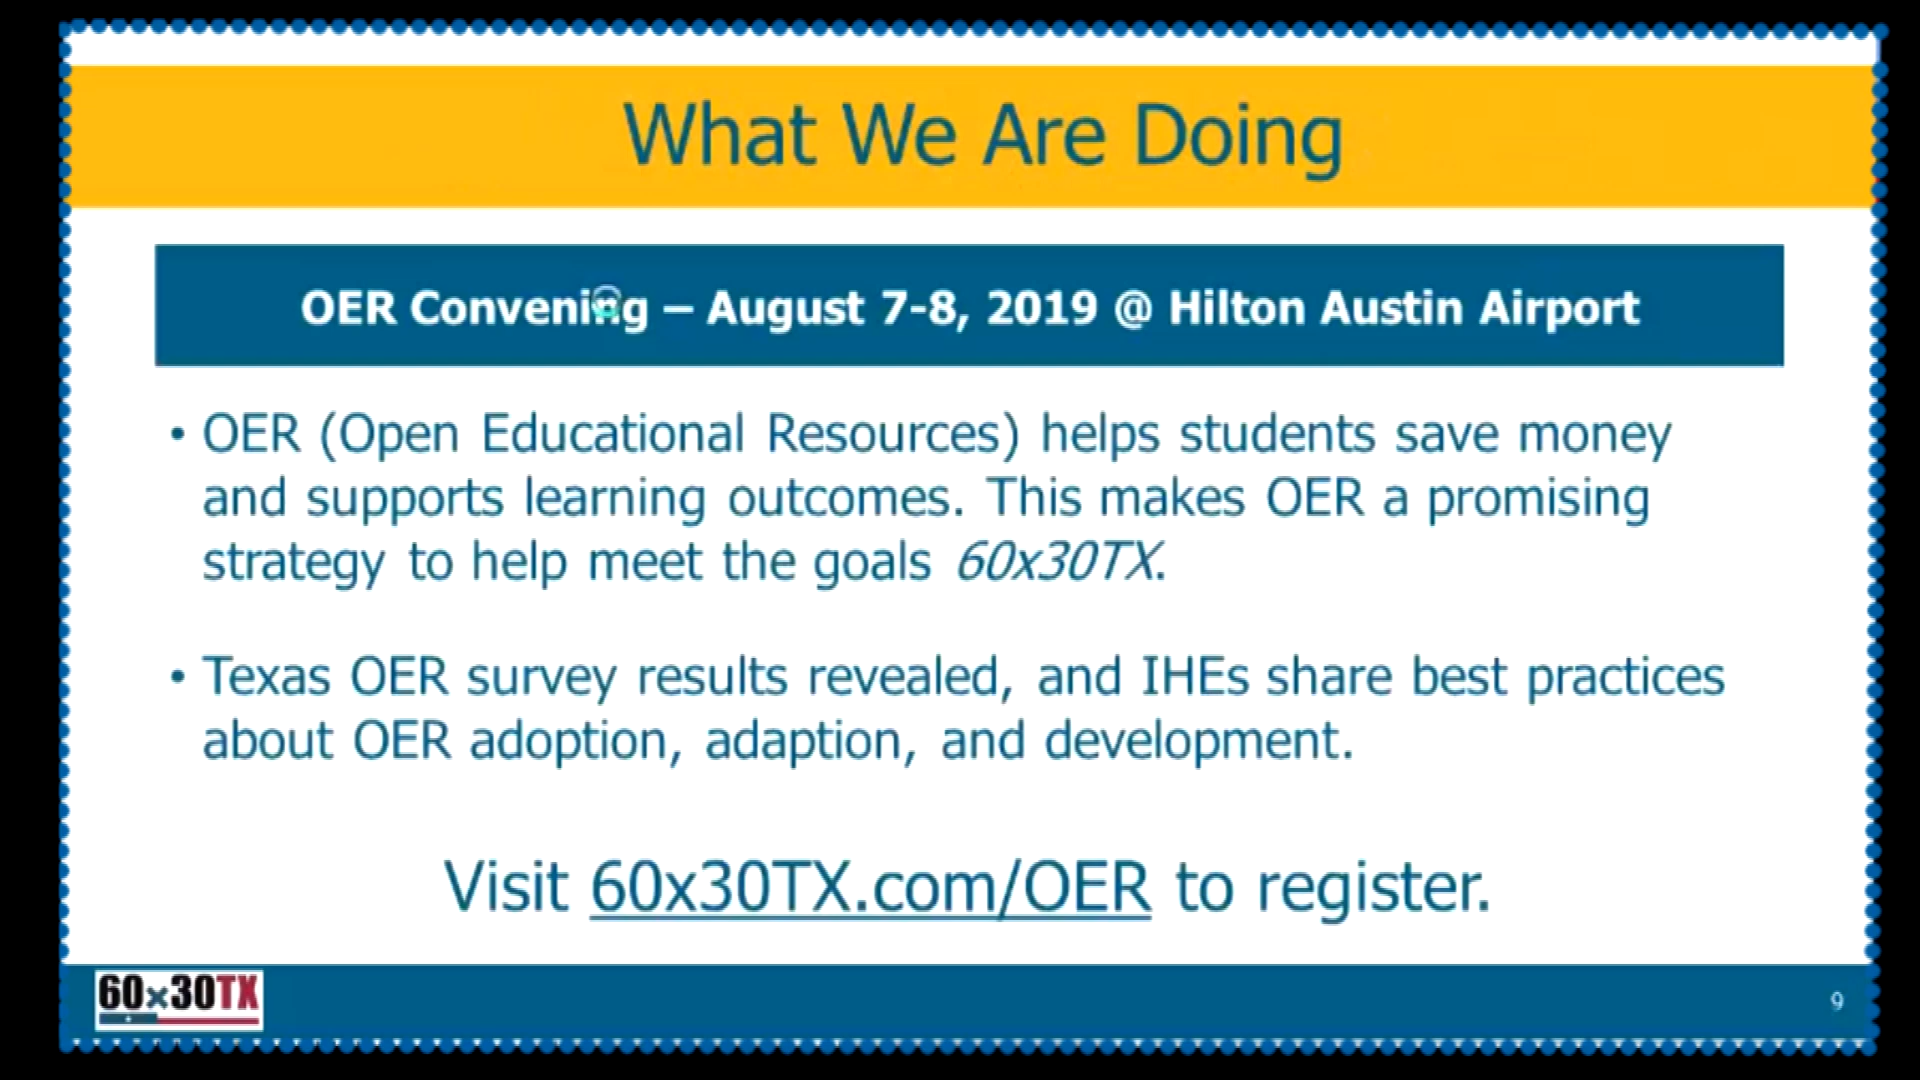 What We Are Doing
OER Convening – August 7-8, 2019 @ Hilton Austin Airport
• OER (Open Educational Resources) helps students save money
and supports learning outcomes. This makes OER a promising
strategy to help meet the goals 60x30TX.
• Texas OER survey results revealed, and IHEs share best practices
about OER adoption, adaption, and development.
Visit 60x30TX.com/OER to register.
60x30TX
9